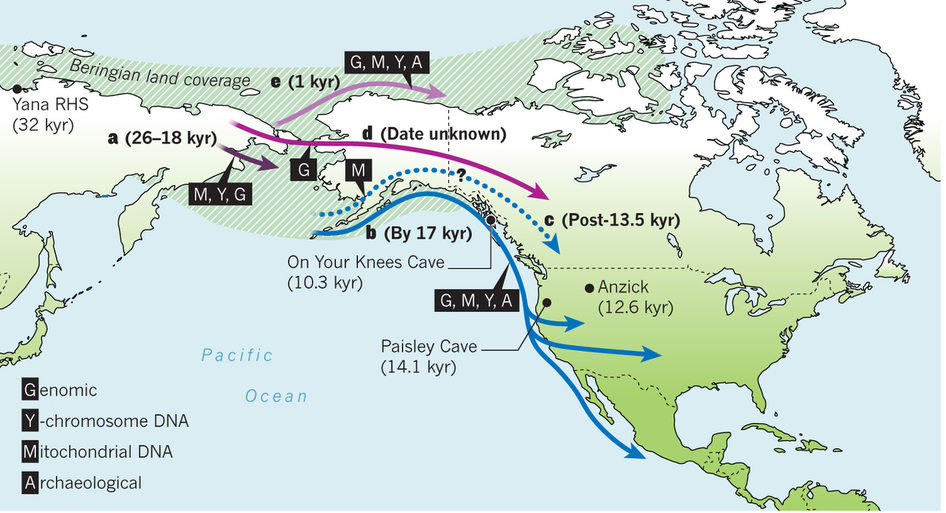 Beringian land coverage
e (1 kyr)
G, M, Y, A
Yana RHS
(32 kyr)
a (26–18 kyr)
d (Date unknown)
G
M
M, Y, G
?
c (Post-13.5 kyr)
b (By 17 kyr)
On Your Knees Cave
(10.3 kyr)
G, M, Y, A
Anzick
(12.6 kyr)
Paisley Cave
(14.1 kyr)
Pacific
Ocean
Genomic
Y-chromosome DNA
Mitochondrial DNA
Archaeological